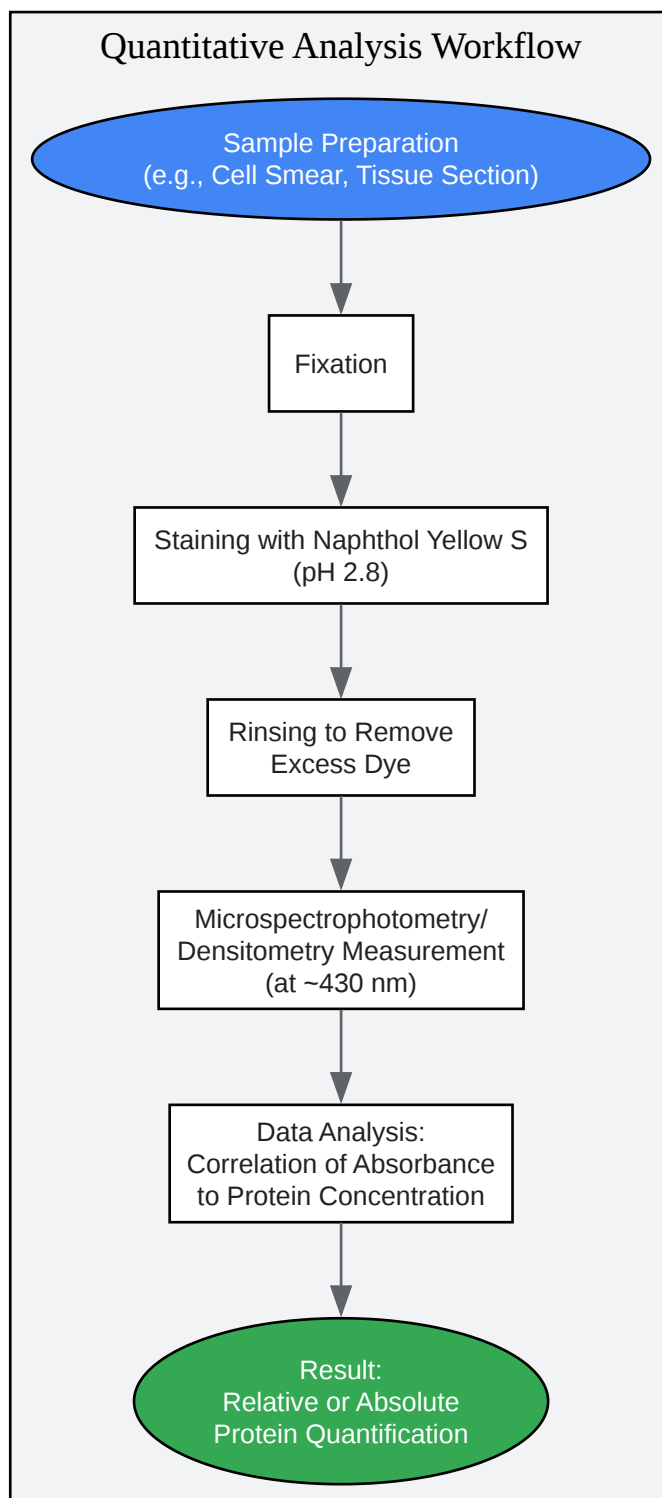 Quantitative Analysis Workflow
Sample Preparation
(e.g., Cell Smear, Tissue Section)
Fixation
Staining with Naphthol Yellow S
(pH 2.8)
Rinsing to Remove
Excess Dye
Microspectrophotometry/
Densitometry Measurement
(at ~430 nm)
Data Analysis:
Correlation of Absorbance
to Protein Concentration
Result:
Relative or Absolute
Protein Quantification